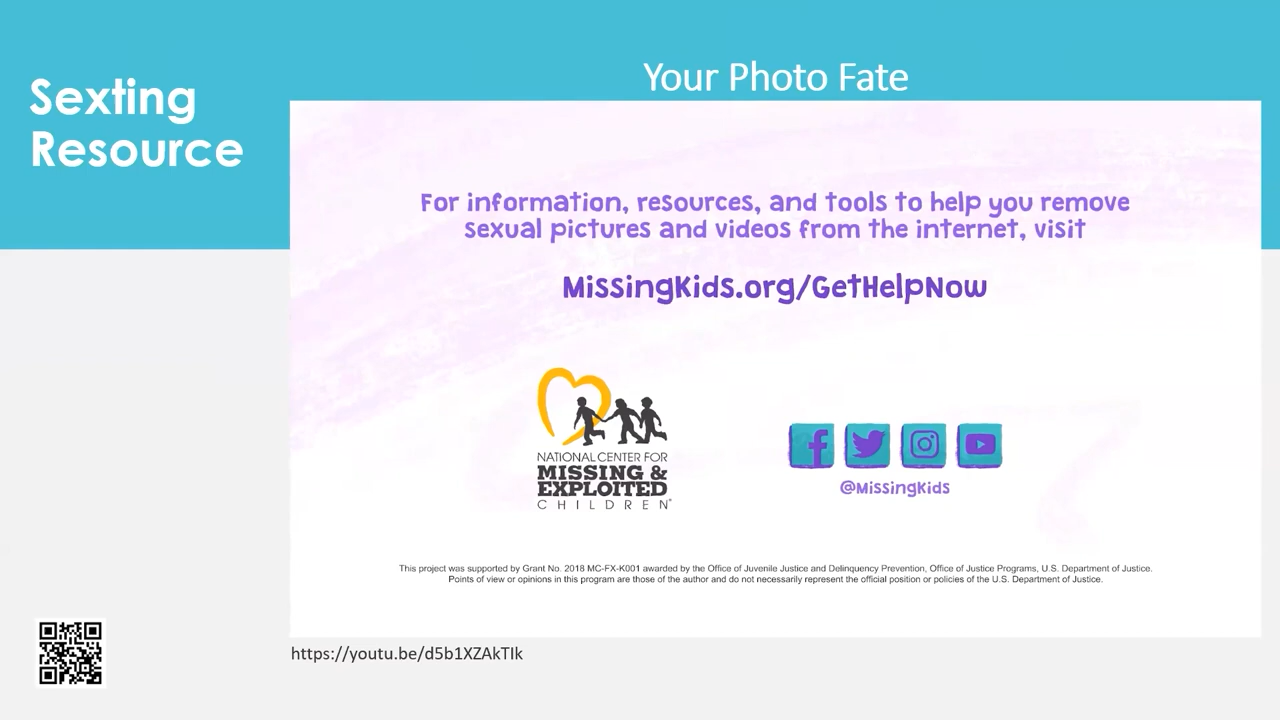 Sexting
Resource
Your Photo Fate
For information, resources, and tools to help you remove
sexual pictures and videos from the internet, visit
MissingKids.org/GetHelpNow
NATIONAL CENTER FOR
MISSING &
EXPLOITED
CHILDREN®
@MissingKids
This project was supported by Grant No. 2018 MC-FX-K001 awarded by the Office of Juvenile Justice and Delinquency Prevention, Office of Justice Programs, U.S. Department of Justice.
Points of view or opinions in this program are those of the author and do not necessarily represent the official position or policies of the U.S. Department of Justice.
https://youtu.be/d5b1XZAkTIk